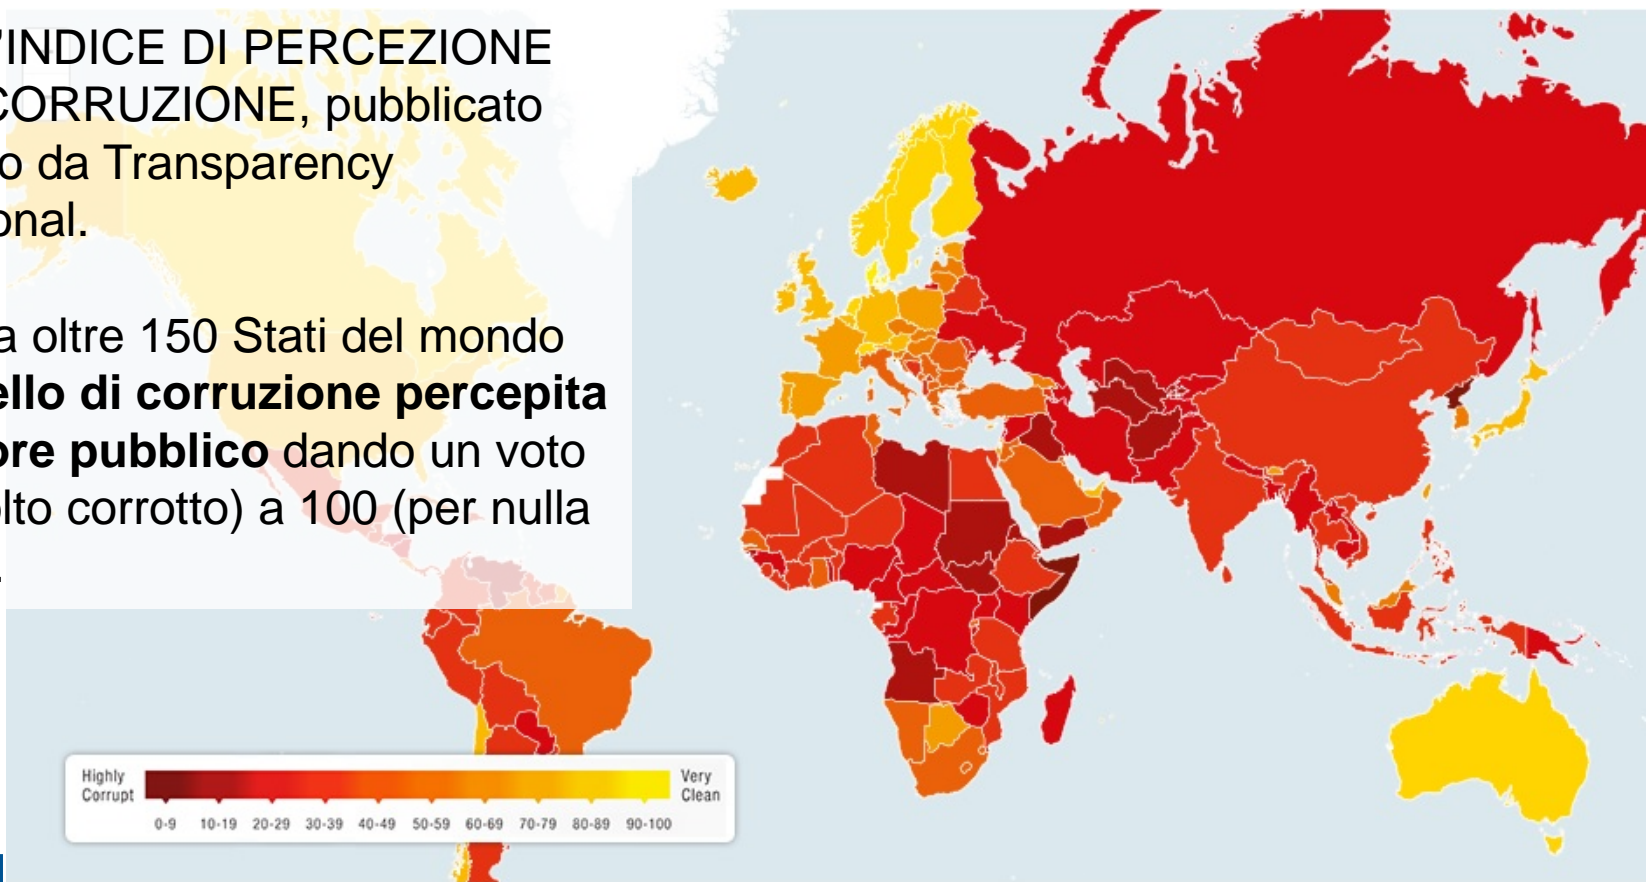 'INDICE DI PERCEZIONE
CORRUZIONE, pubblicato
o da Transparency
onal.
a oltre 150 Stati del mondo
ello di corruzione percepita
ore pubblico dando un voto
olto corrotto) a 100 (per nulla
.
Highly Corrupt
Very Clean
0-9 10-19 20-29 30-39 40-49 50-59 60-69 70-79 80-89 90-100